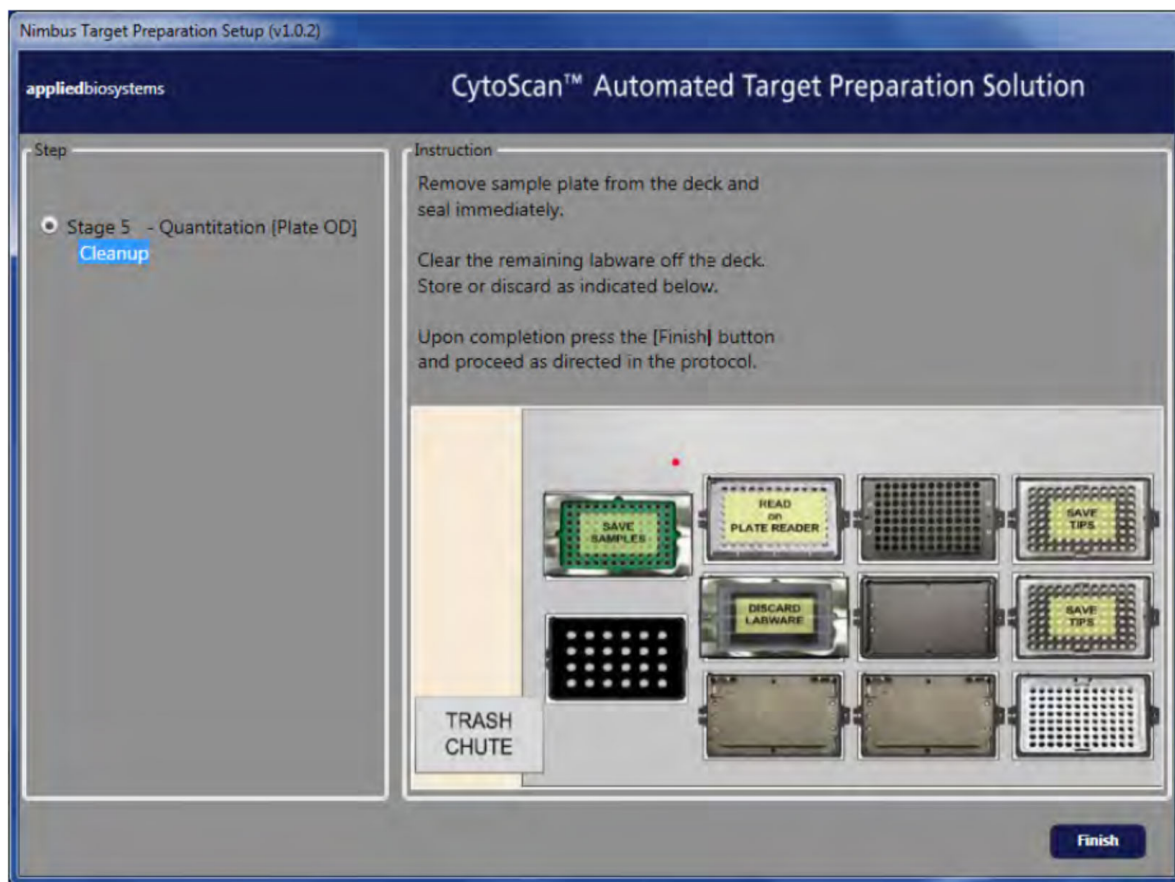 Nimbus Target Preparation Setup (v1.0.2)
appliedbiosystems
CytoScan™ Automated Target Preparation Solution
Step
Stage 5 - Quantitation [Plate OD]
Cleanup
Instruction
Remove sample plate from the deck and
seal immediately.
Clear the remaining labware off the deck.
Store or discard as indicated below.
Upon completion press the [Finish] button
and proceed as directed in the protocol.
SAVE
SAMPLES
READ
on
PLATE READER
SAVE
TIPS
DISCARD
LABWARE
SAVE
TIPS
TRASH
CHUTE
Finish